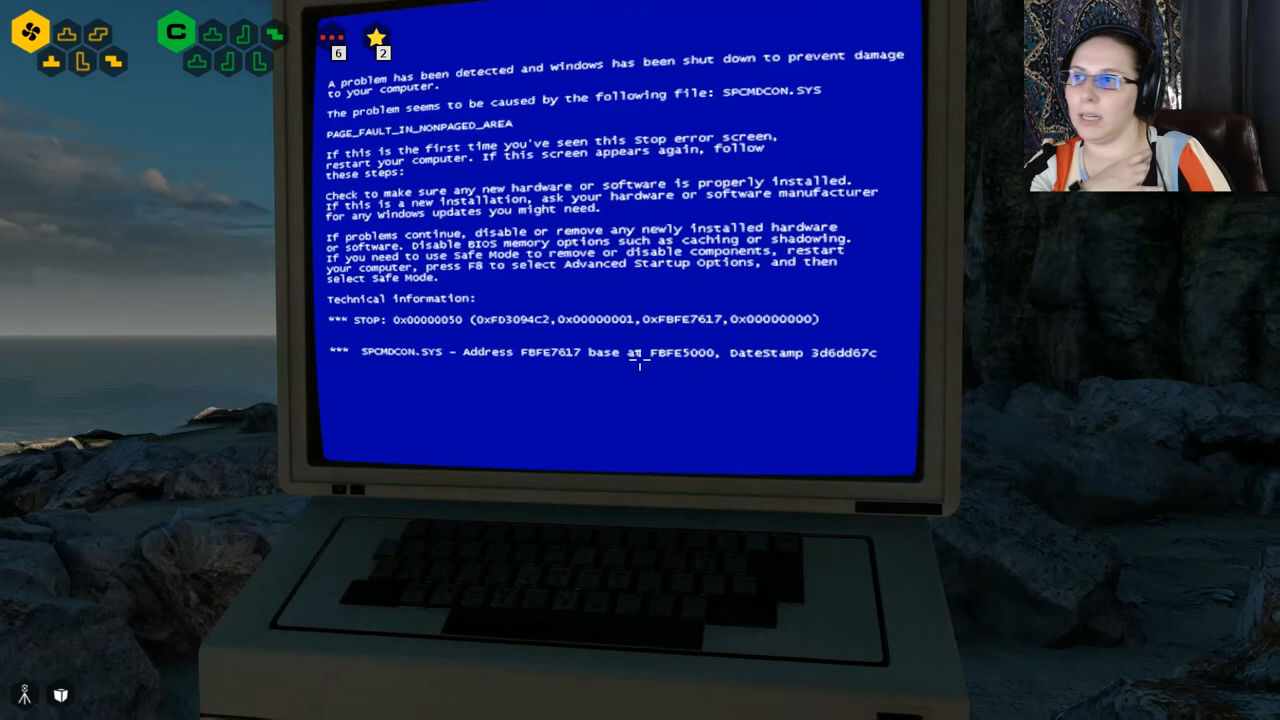 C
6
2
A problem has been detected and windows has been shut down to prevent damage
to your computer.
The problem seems to be caused by the following file: SPCMDCON.SYS
PAGE_FAULT_IN_NONPAGED_AREA
If this is the first time you've seen this Stop error screen,
restart your computer. If this screen appears again, follow
these steps:
Check to make sure any new hardware or software is properly installed.
If this is a new installation, ask your hardware or software manufacturer
for any windows updates you might need.
If problems continue, disable or remove any newly installed hardware
or software. Disable BIOS memory options such as caching or shadowing.
If you need to use Safe Mode to remove or disable components, restart
your computer, press F8 to select Advanced Startup Options, and then
select Safe Mode.
Technical information:
*** STOP: 0x00000050 (0xFD3094C2,0x00000001,0xFBFE7617,0x00000000)
*** SPCMDCON.SYS - Address FBFE7617 base at FBFE5000, DateStamp 3d6dd67c